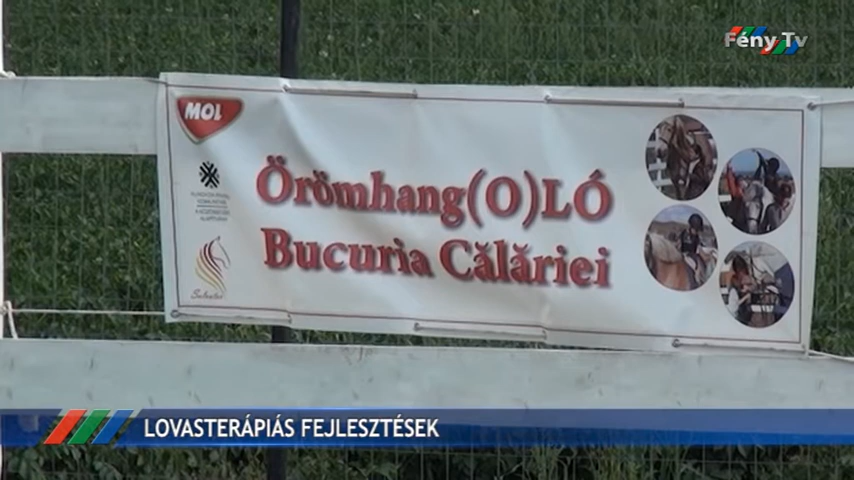 Fény Tv
MOL
Örömhang(O)LÓ
Bucuria Călăriei
LOVASTERÁPIÁS FEJLESZTÉSEK